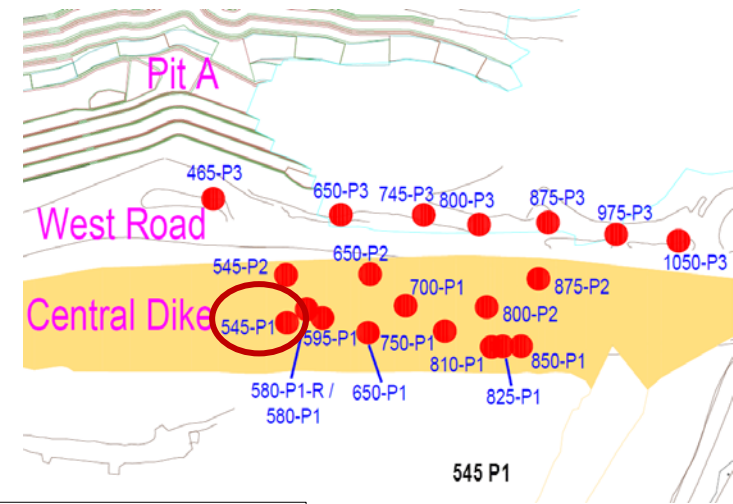 Pit A
465-P3
650-P3
745-P3
800-P3
875-P3
975-P3
1050-P3
West Road
545-P2
650-P2
875-P2
700-P1
800-P2
Central Dike
545-P1
595-P1
750-P1
810-P1
850-P1
580-P1-R /
580-P1
650-P1
825-P1
545 P1